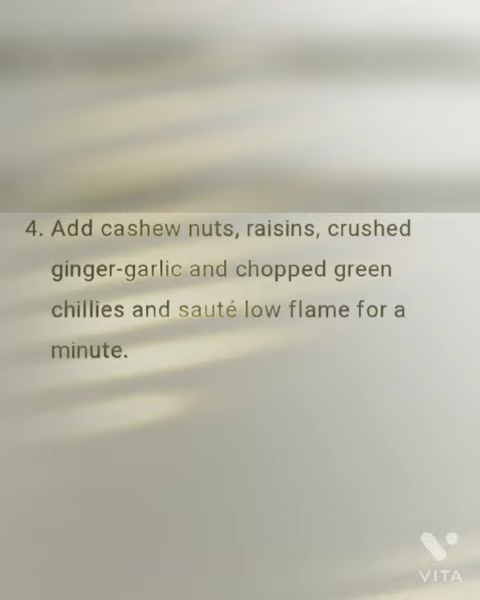 4. Add cashew nuts, raisins, crushed
ginger-garlic and chopped green
chillies and sauté low flame for a
minute.
VITA